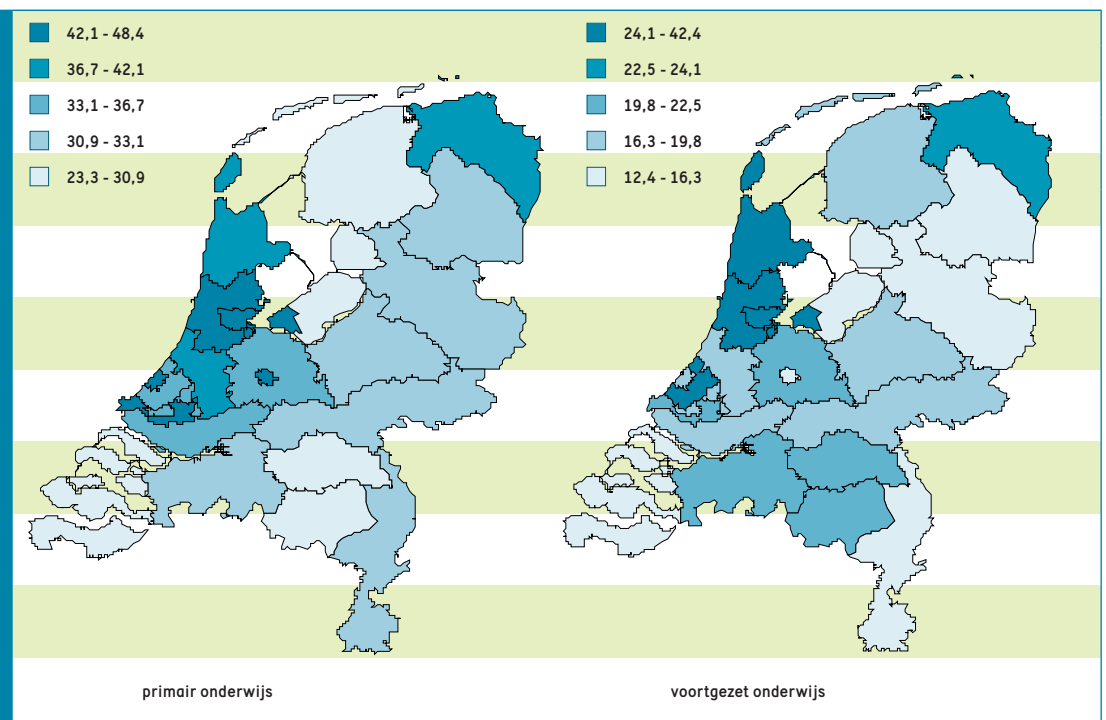 42,1 - 48,4
36,7 - 42,1
33,1 - 36,7
30,9 - 33,1
23,3 - 30,9
24,1 - 42,4
22,5 - 24,1
19,8 - 22,5
16,3 - 19,8
12,4 - 16,3
primair onderwijs
voortgezet onderwijs